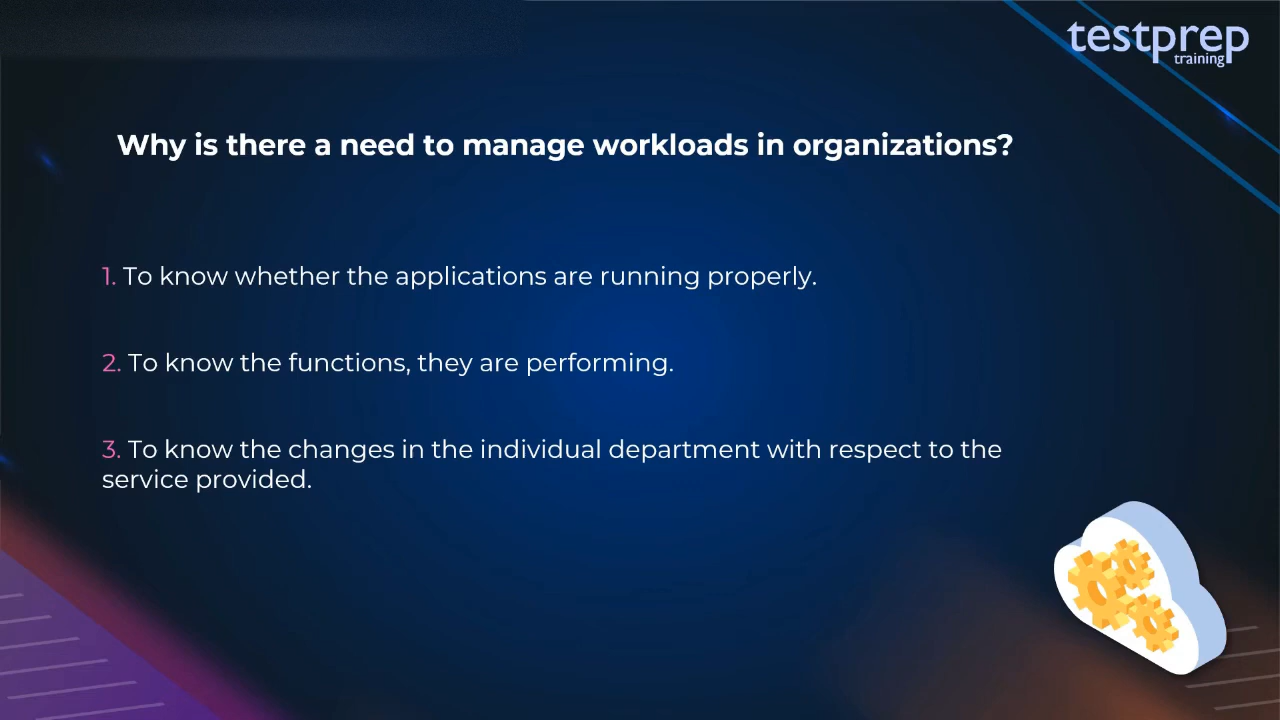 testprep
training
Why is there a need to manage workloads in organizations?
1. To know whether the applications are running properly.
2. To know the functions, they are performing.
3. To know the changes in the individual department with respect to the
service provided.